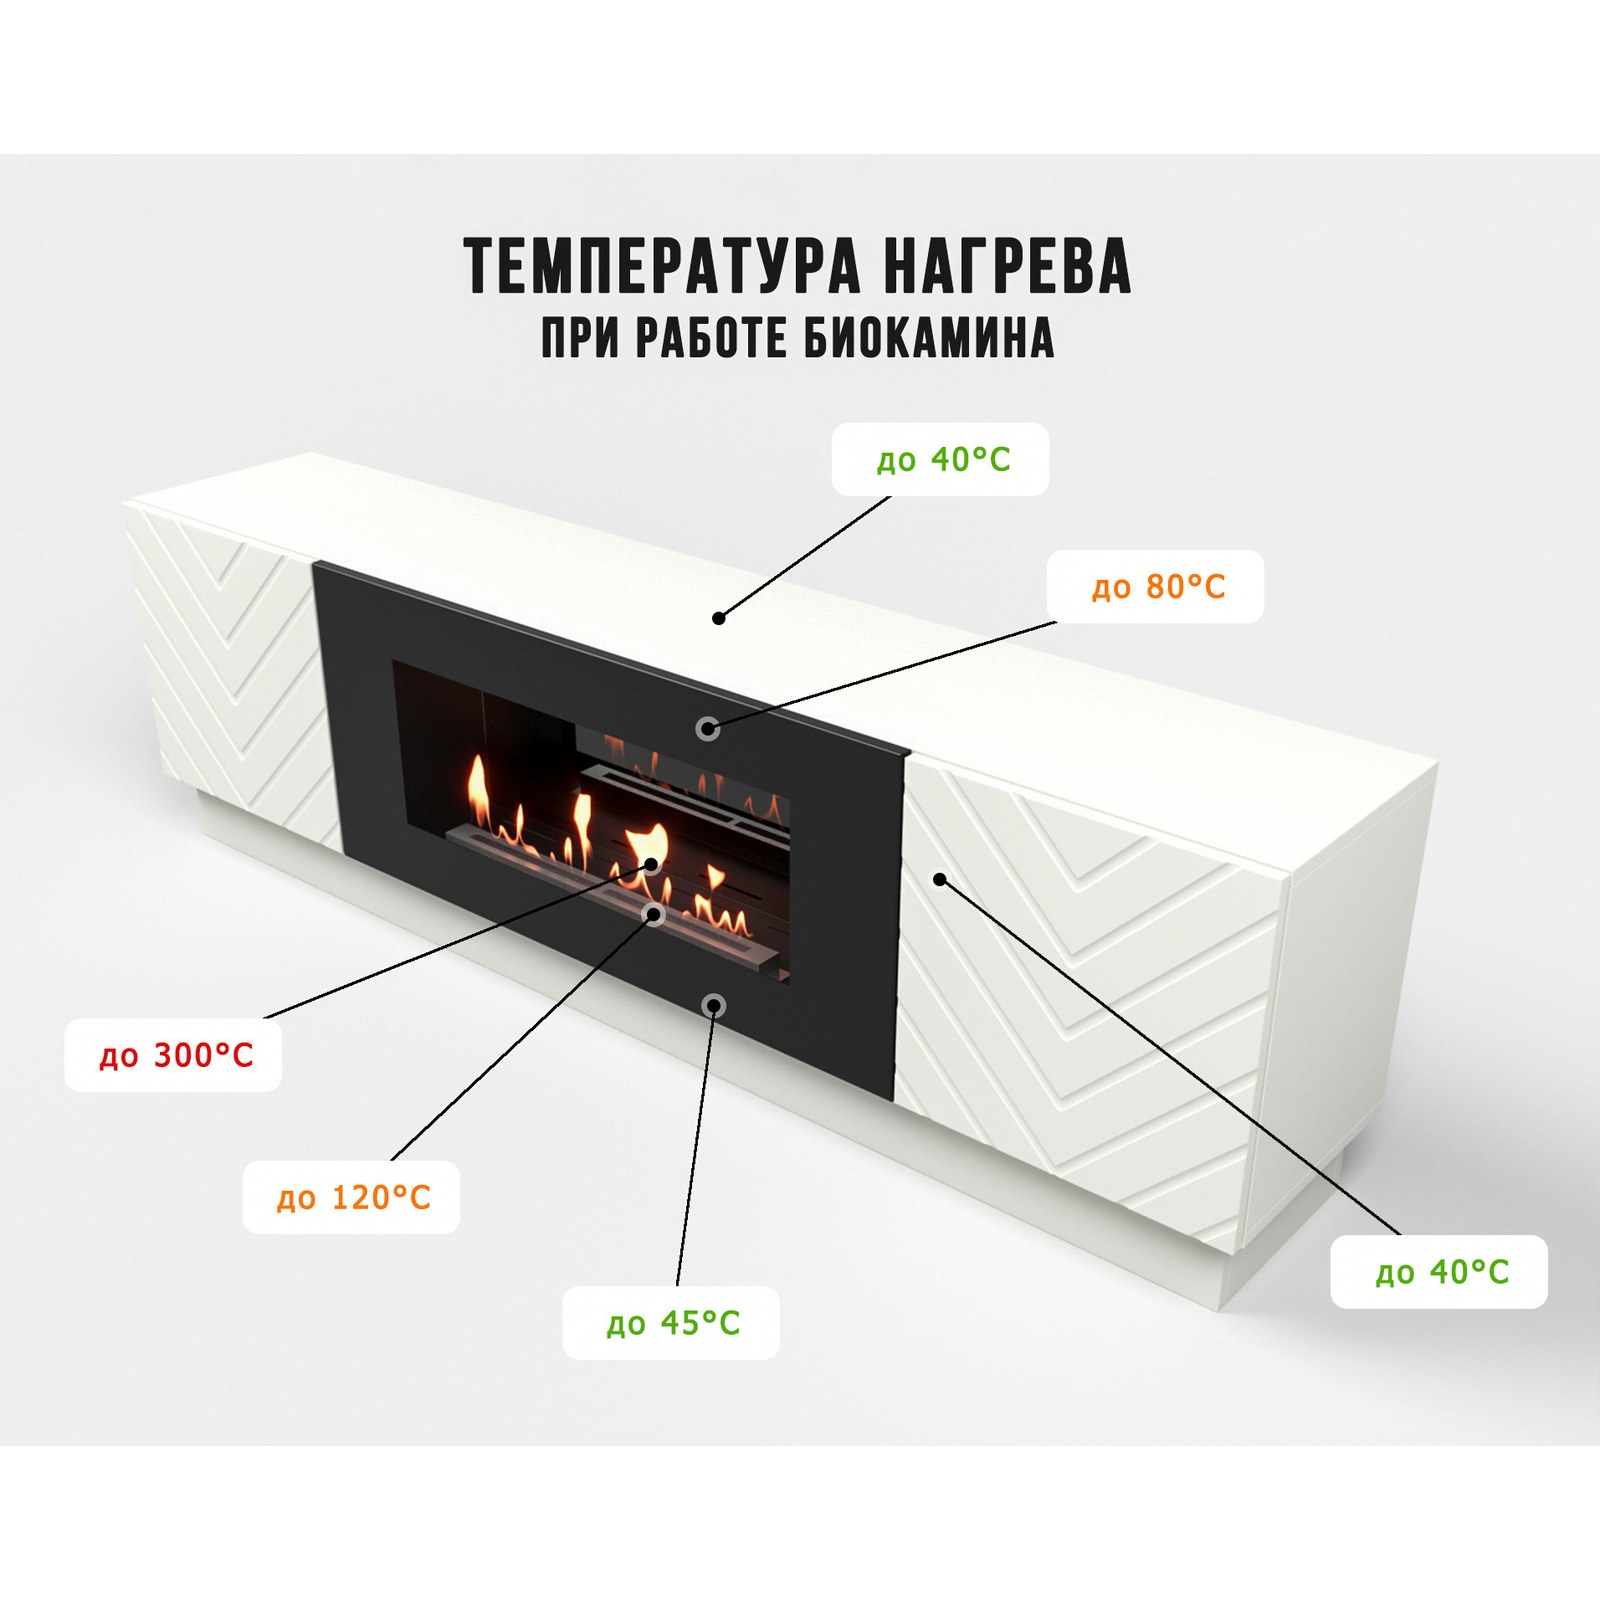 ТЕМПЕРАТУРА НАГРЕВА
ПРИ РАБОТЕ БИОКАМИНА
до 40°C
до 80°C
до 300°C
до 120°C
до 45°C
до 40°C